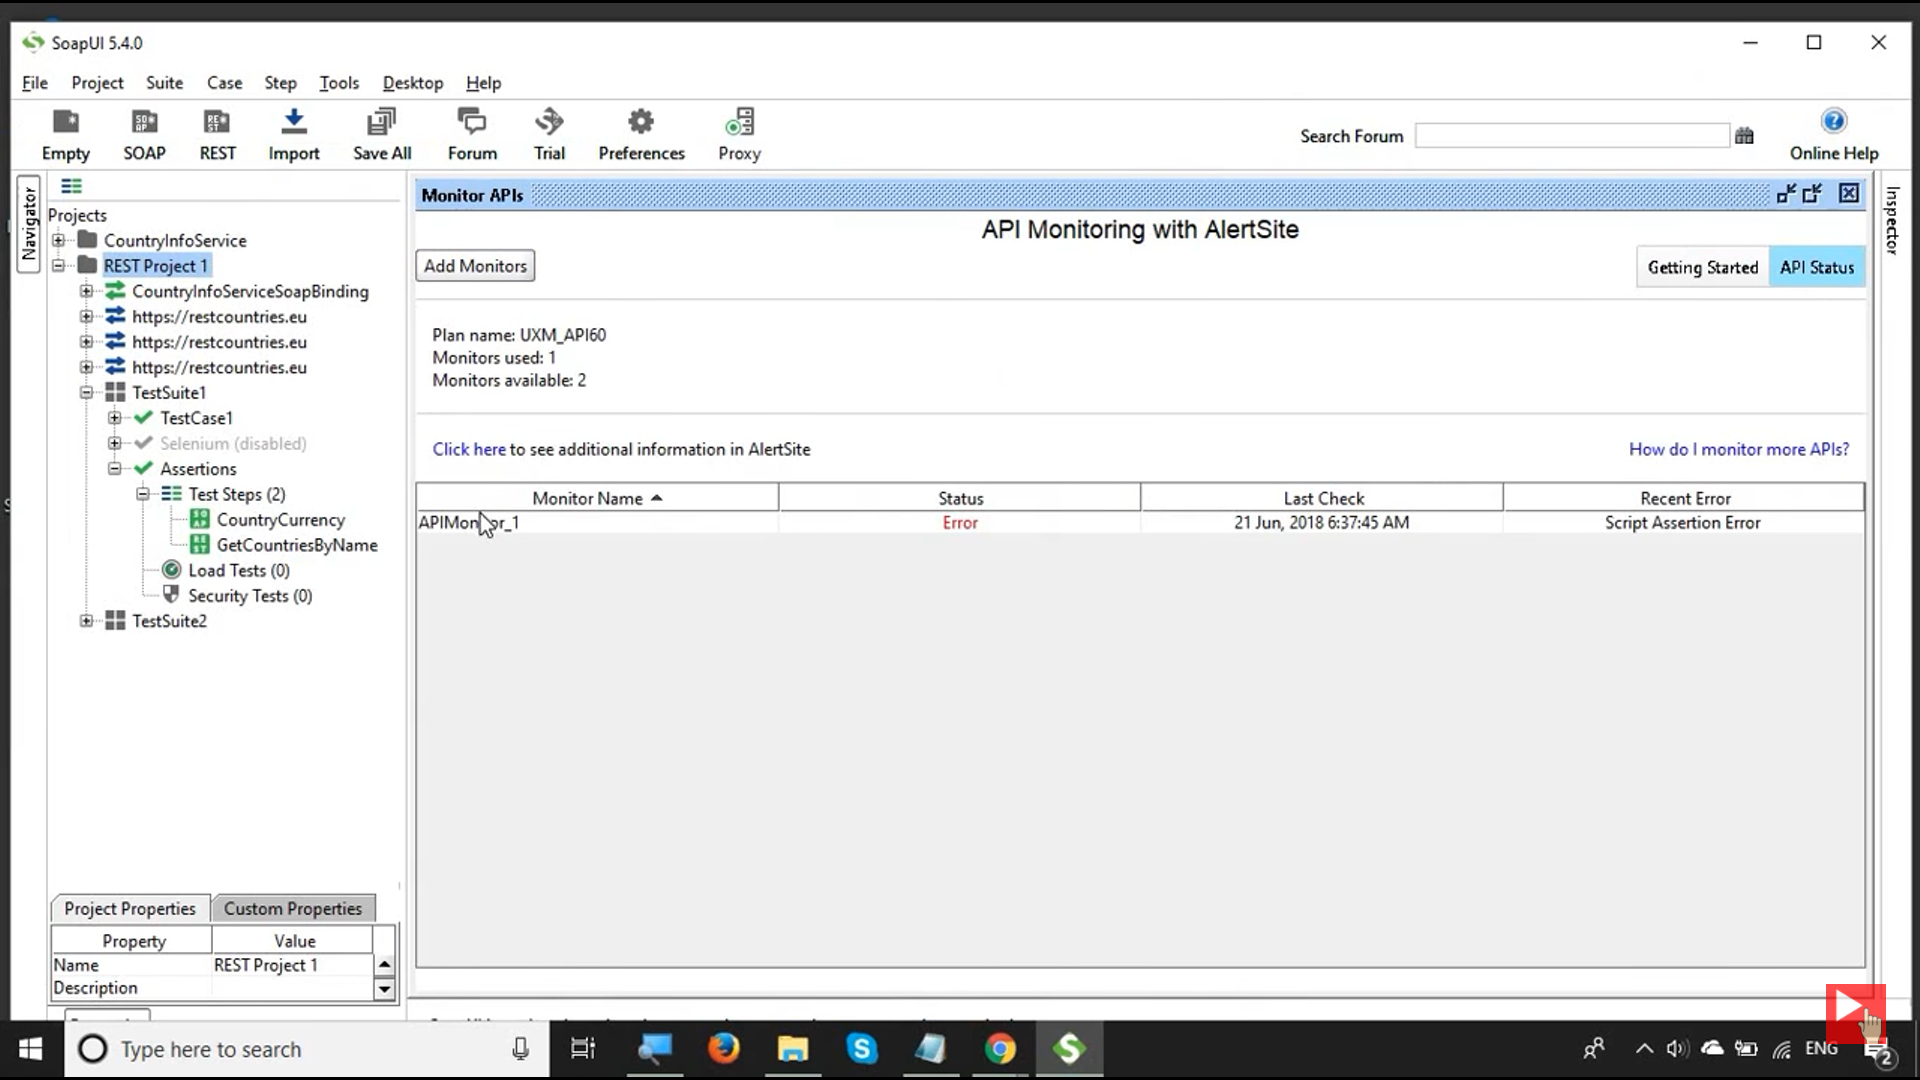 SoapUI 5.4.0
File Project Suite Case Step Tools Desktop Help
Empty SOAP REST Import Save All Forum Trial Preferences Proxy
Search Forum
Online Help
Navigator
Projects
CountryInfoService
REST Project 1
CountryInfoServiceSoapBinding
https://restcountries.eu
https://restcountries.eu
https://restcountries.eu
TestSuite1
TestCase1
Selenium (disabled)
Assertions
Test Steps (2)
CountryCurrency
GetCountriesByName
Load Tests (0)
Security Tests (0)
TestSuite2
Project Properties Custom Properties
Property Value
Name REST Project 1
Description
Monitor APIs
API Monitoring with AlertSite
Add Monitors
Getting Started API Status
Plan name: UXM_API60
Monitors used: 1
Monitors available: 2
Click here to see additional information in AlertSite
How do I monitor more APIs?
Monitor Name Status Last Check Recent Error
APIMonitor_1 Error 21 Jun, 2018 6:37:45 AM Script Assertion Error
Inspector
Type here to search
ENG
2